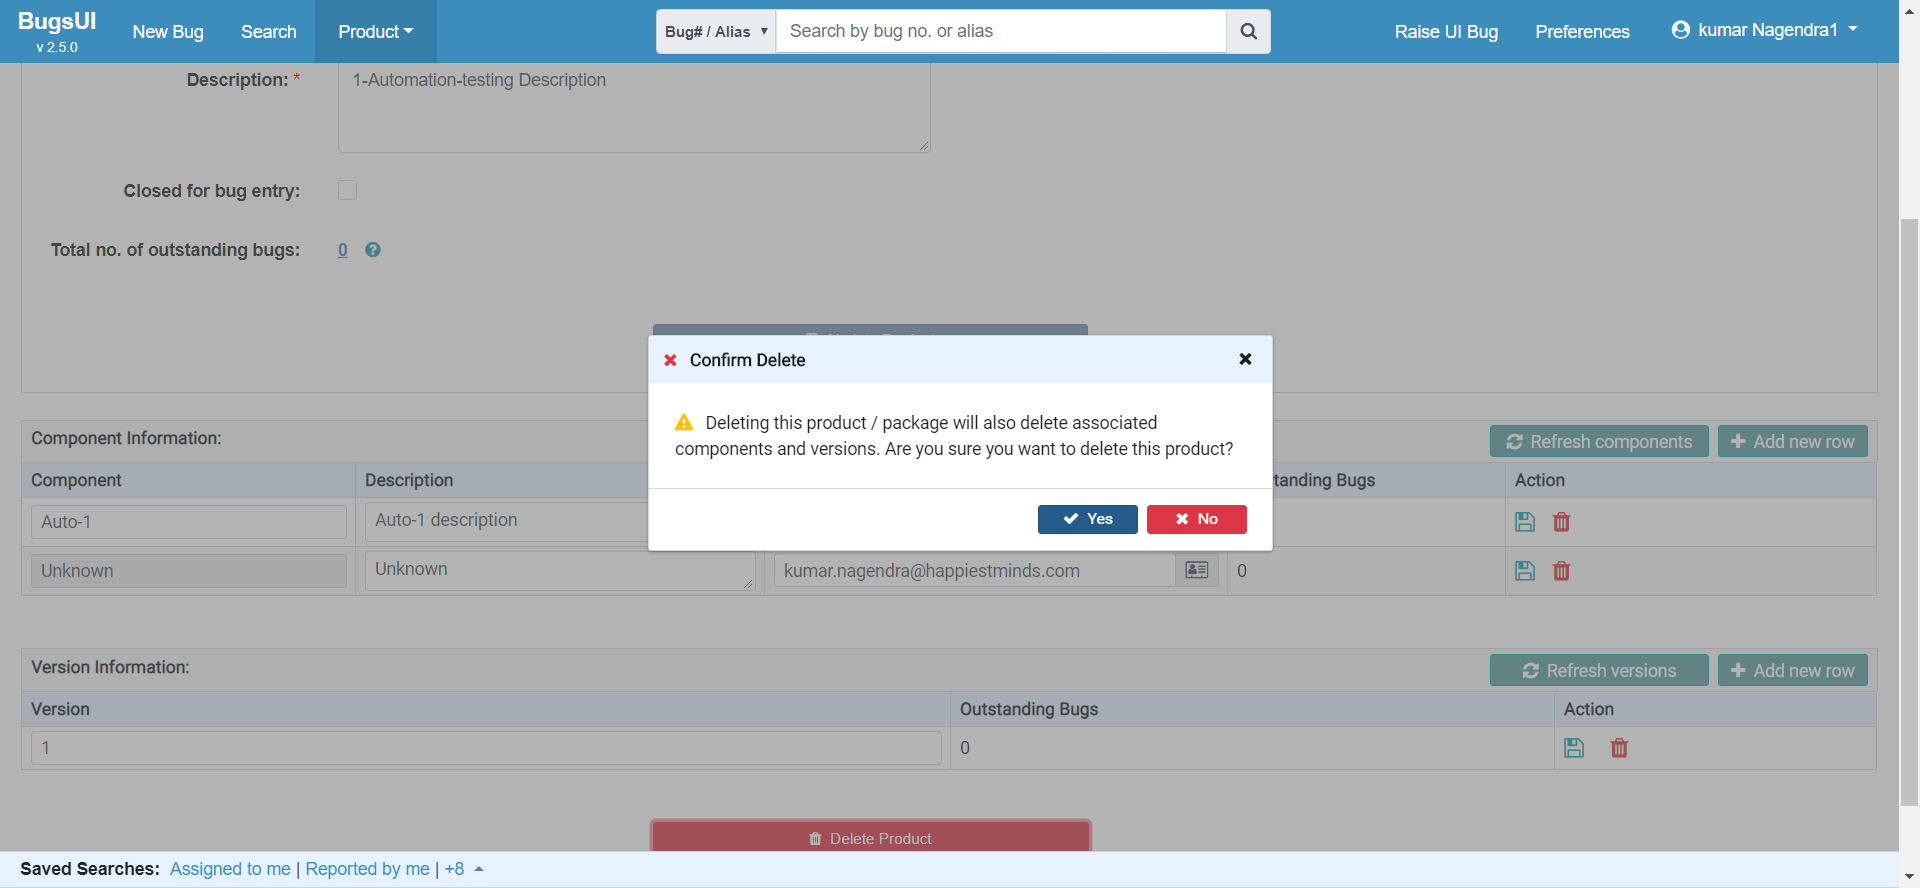 BugsUI
v 2.5.0
New Bug
Search
Product
Bug# / Alias
Search by bug no. or alias
Raise UI Bug
Preferences
kumar Nagendra1
Description: *
1-Automation-testing Description
Closed for bug entry:
Total no. of outstanding bugs:
0
Confirm Delete
Deleting this product / package will also delete associated
components and versions. Are you sure you want to delete this product?
Yes
No
Component Information:
Refresh components
Add new row
Component
Description
tanding Bugs
Action
Auto-1
Auto-1 description
Unknown
Unknown
kumar.nagendra@happiestminds.com
0
Version Information:
Refresh versions
Add new row
Version
Outstanding Bugs
Action
1
0
Delete Product
Saved Searches: Assigned to me | Reported by me | +8